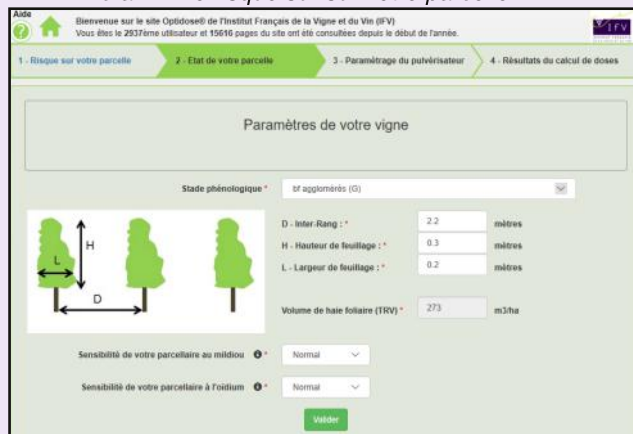 Aide
Bienvenue sur le site Optidose® de l'Institut Français de la Vigne et du Vin (IFV)
Vous êtes le 2937ème utilisateur et 15616 pages du site ont été consultées depuis le début de l'année.
IFV
1 - Risque sur votre parcelle
2 - Etat de votre parcelle
3 - Paramétrage du pulvérisateur
4 - Résultats du calcul de doses
Paramètres de votre vigne
Stade phénologique * bf agglomérés (G)
D - Inter-Rang : * 2.2 mètres
H - Hauteur de feuillage : * 0.3 mètres
L - Largeur de feuillage : * 0.2 mètres
H
L
D
Volume de haie foliaire (TRV) * 273 m3/ha
Sensibilité de votre parcellaire au mildiou * Normal
Sensibilité de votre parcellaire à l'oïdium * Normal
Valider